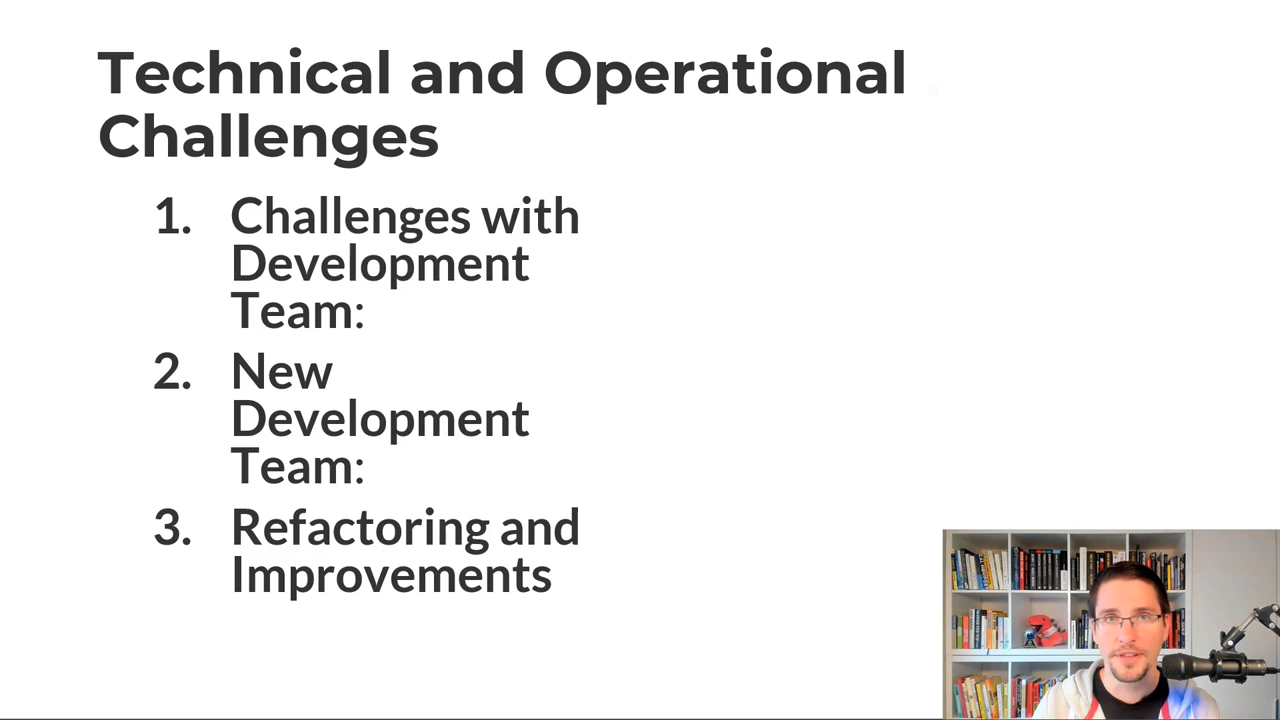 Technical and Operational
Challenges
1. Challenges with
Development
Team:
2. New
Development
Team:
3. Refactoring and
Improvements